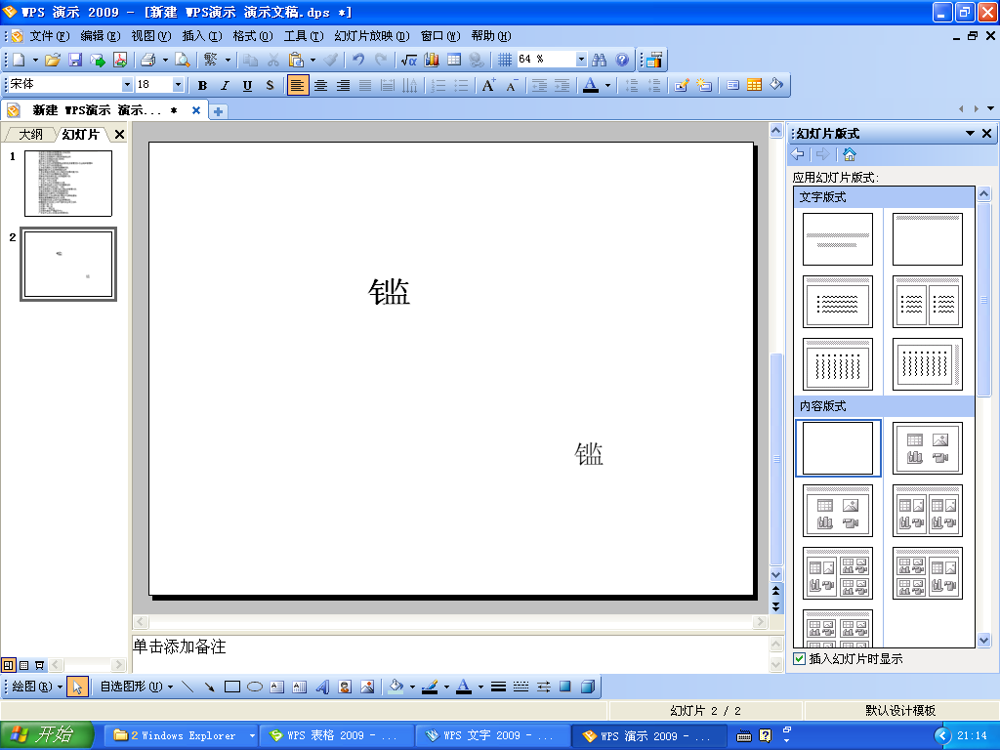 WPS 演示 2009 - [新建 WPS演示 演示文稿.dps *]
文件(F) 编辑(E) 视图(V) 插入(I) 格式(O) 工具(T) 幻灯片放映(D) 窗口(W) 帮助(H)
繁 64 %
宋体 18 B I U S A A A
新建 WPS演示 演示... *
大纲 幻灯片
幻灯片版式
应用幻灯片版式:
文字版式
内容版式
插入幻灯片时显示
1
2
单击添加备注
绘图(R) 自选图形(U)
幻灯片 2 / 2 默认设计模板
开始 2 Windows Explorer WPS 表格 2009 - ... WPS 文字 2009 - ... WPS 演示 2009 - ... 21:14